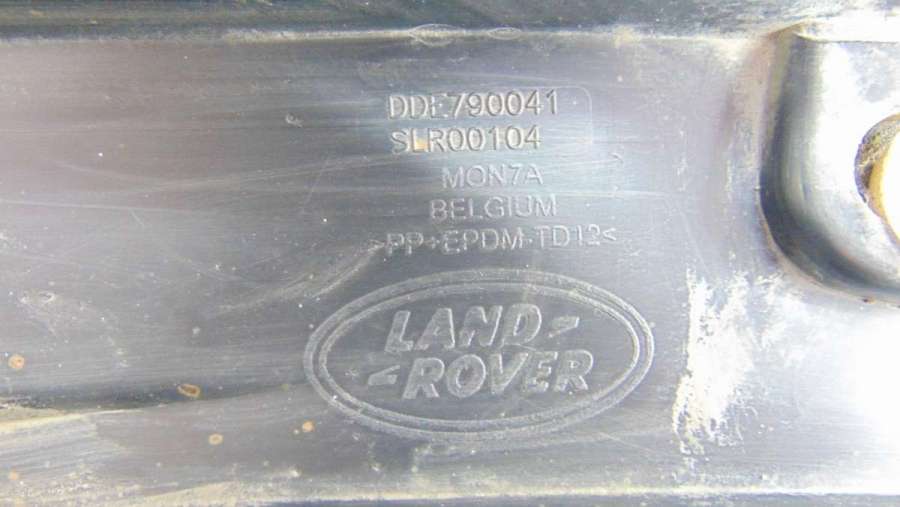 DDE790041
SLR00104
MON7A
BELGIUM
>PP+EPDM-TD12<
LAND-
-ROVER